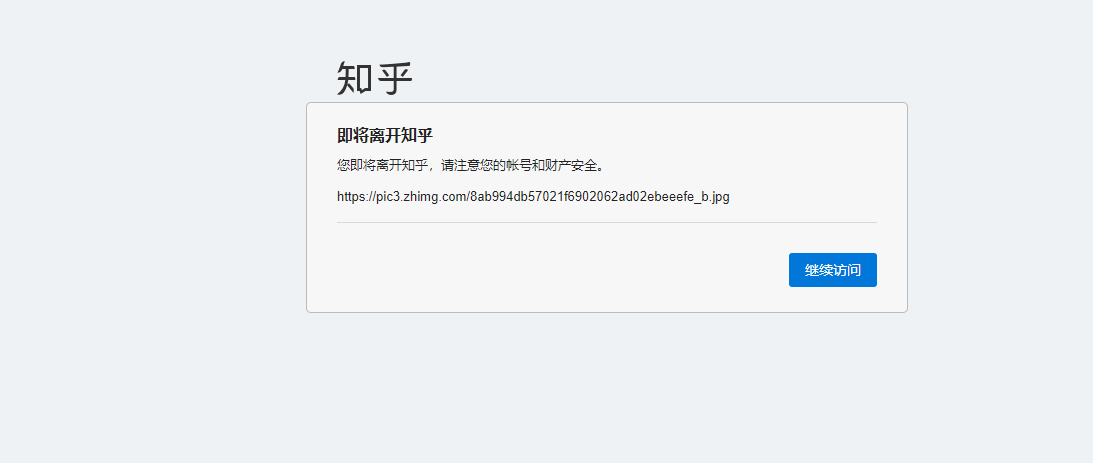 知乎
即将离开知乎
您即将离开知乎，请注意您的帐号和财产安全。
https://pic3.zhimg.com/8ab994db57021f6902062ad02ebeeefe_b.jpg
继续访问